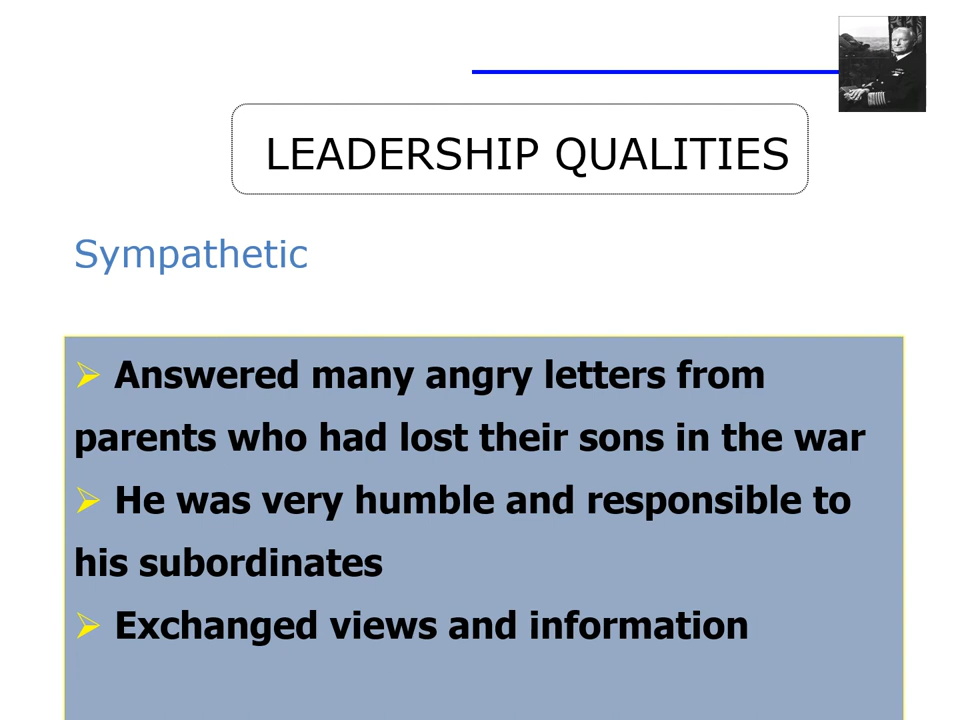 LEADERSHIP QUALITIES
Sympathetic
➢ Answered many angry letters from
parents who had lost their sons in the war
➢ He was very humble and responsible to
his subordinates
➢ Exchanged views and information